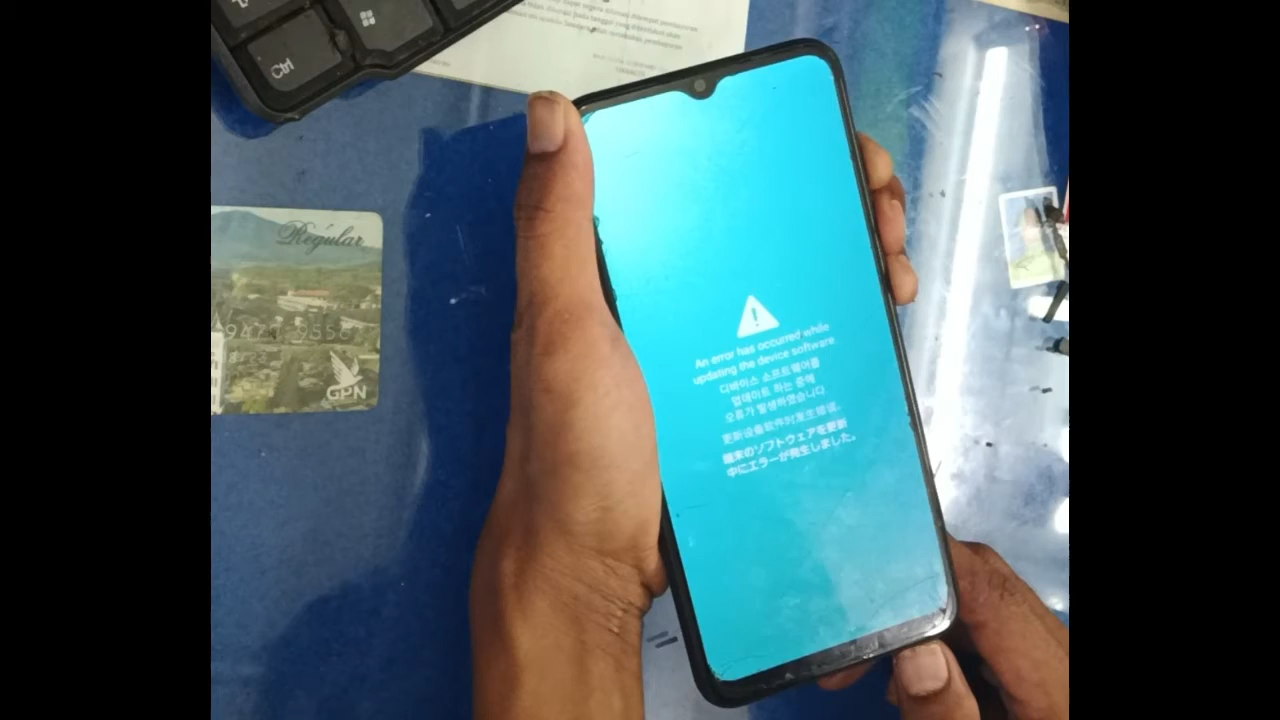 Ctrl
Regular
GPN
An error has occurred while
updating the device software
디바이스 소프트웨어를
업데이트 하는 중에
오류가 발생하였습니다
更新设备软件时发生错误.
端末のソフトウェアを更新
中にエラーが発生しました。